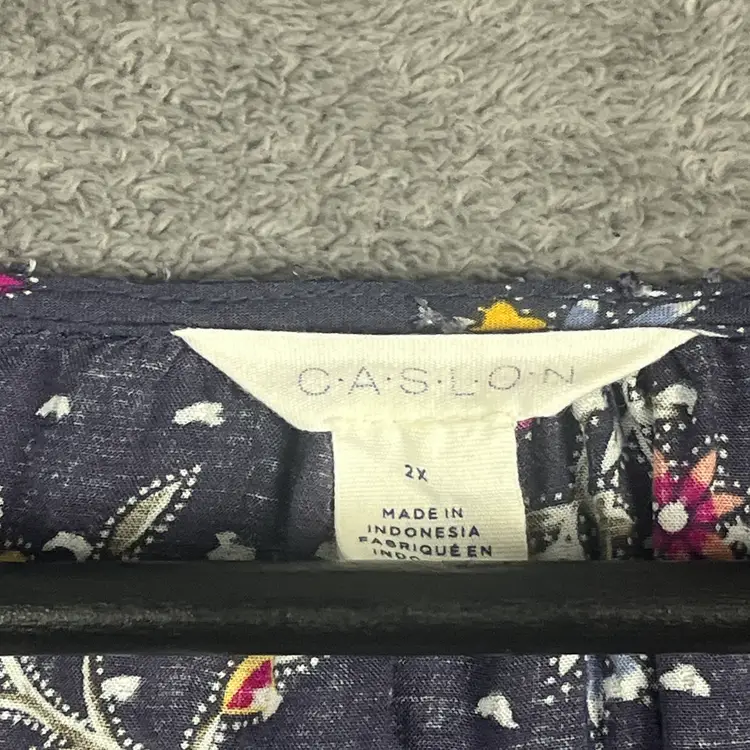 C·A·S·L·O·N
2X
MADE IN
INDONESIA
FABRIQUÉ EN